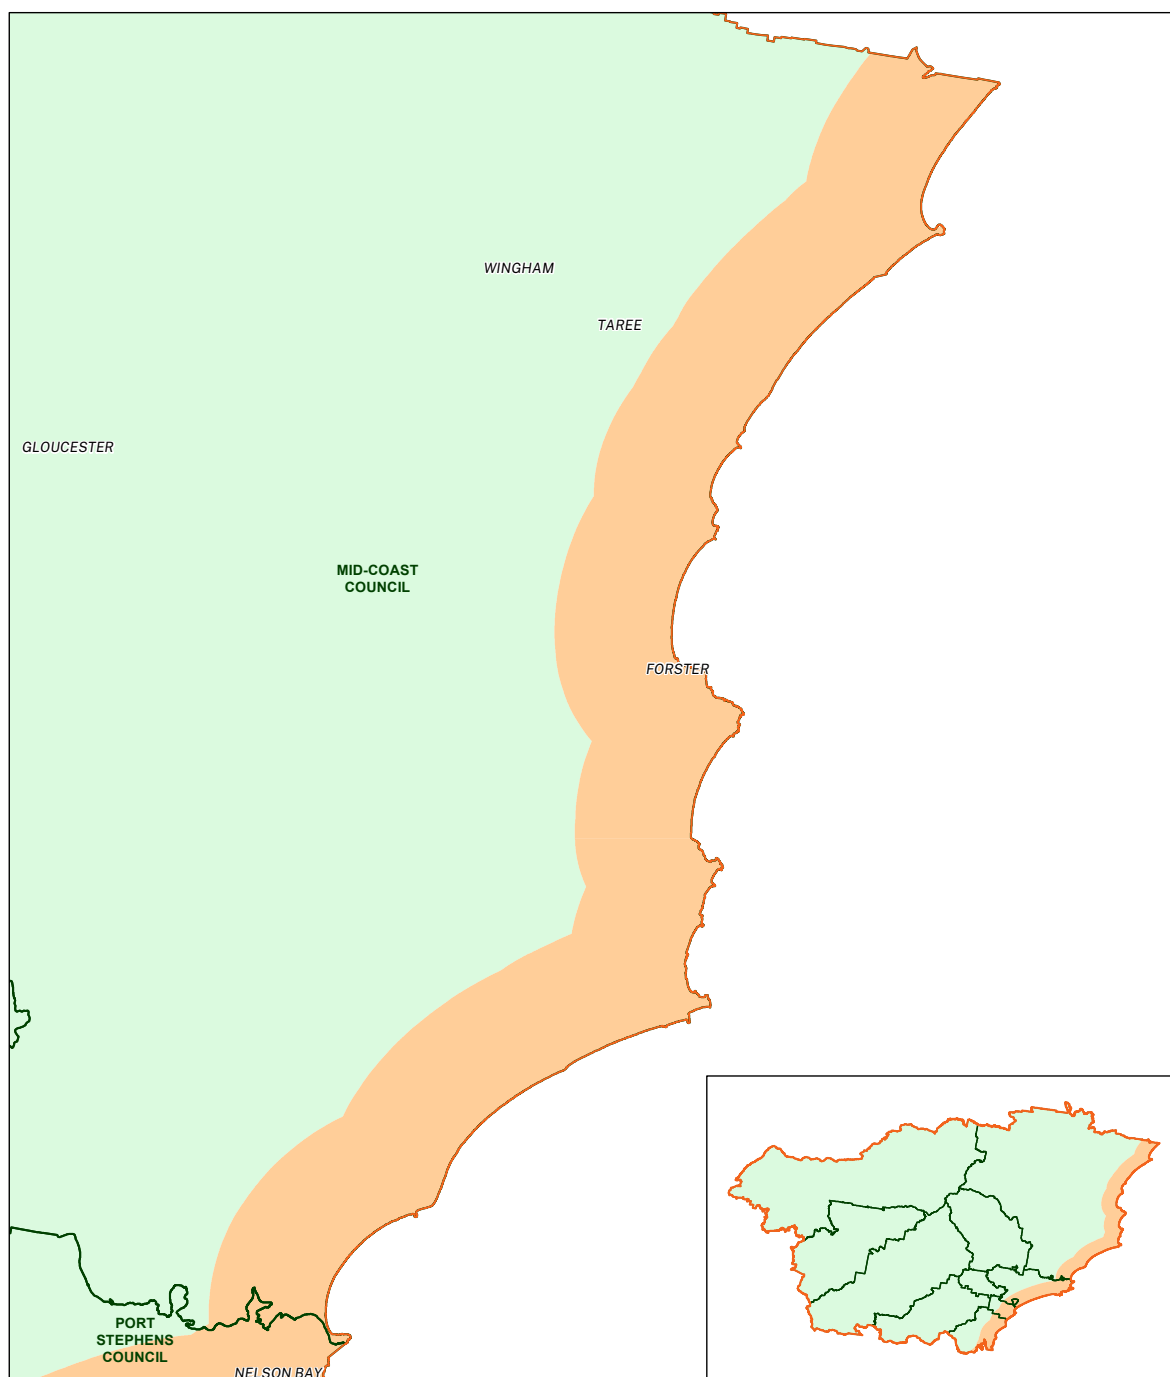 WINGHAM
TAREE
GLOUCESTER
MID-COAST
COUNCIL
FORSTER
PORT
STEPHENS
COUNCIL
NELSON BAY